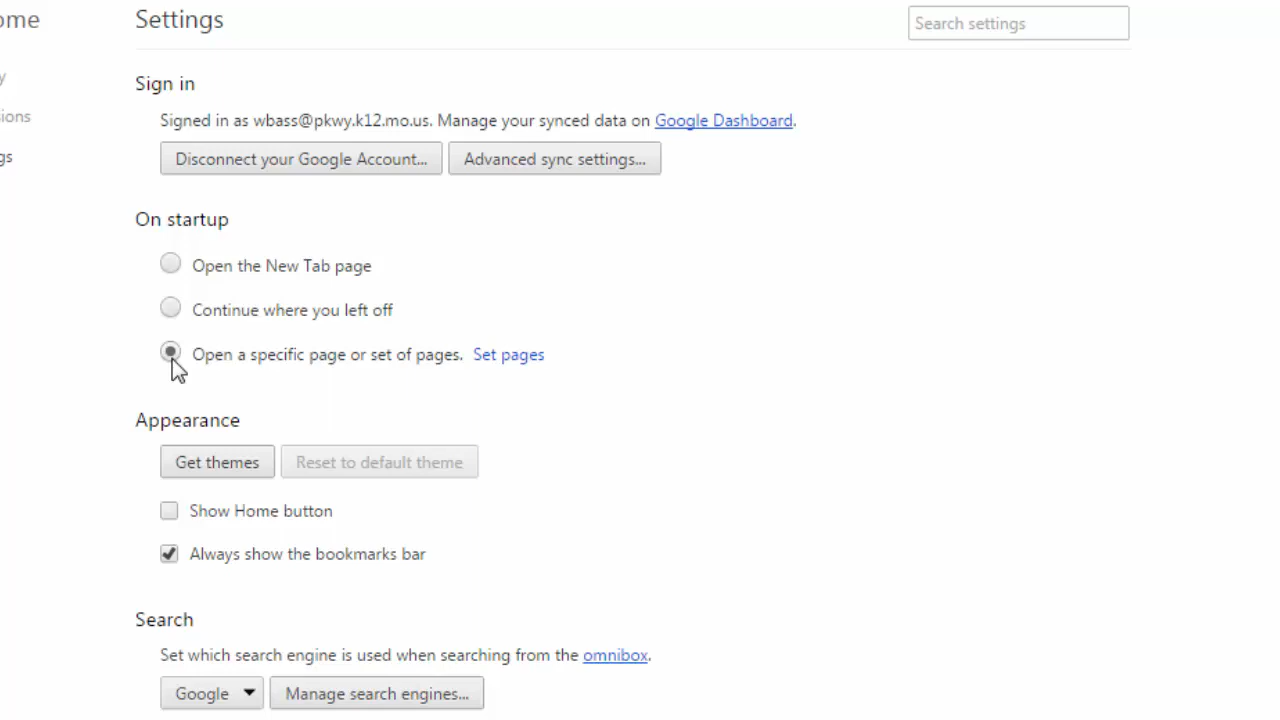 ome
Settings
Search settings
y
ions
gs
Sign in
Signed in as wbass@pkwy.k12.mo.us. Manage your synced data on Google Dashboard.
Disconnect your Google Account... Advanced sync settings...
On startup
Open the New Tab page
Continue where you left off
Open a specific page or set of pages. Set pages
Appearance
Get themes Reset to default theme
Show Home button
Always show the bookmarks bar
Search
Set which search engine is used when searching from the omnibox.
Google Manage search engines...